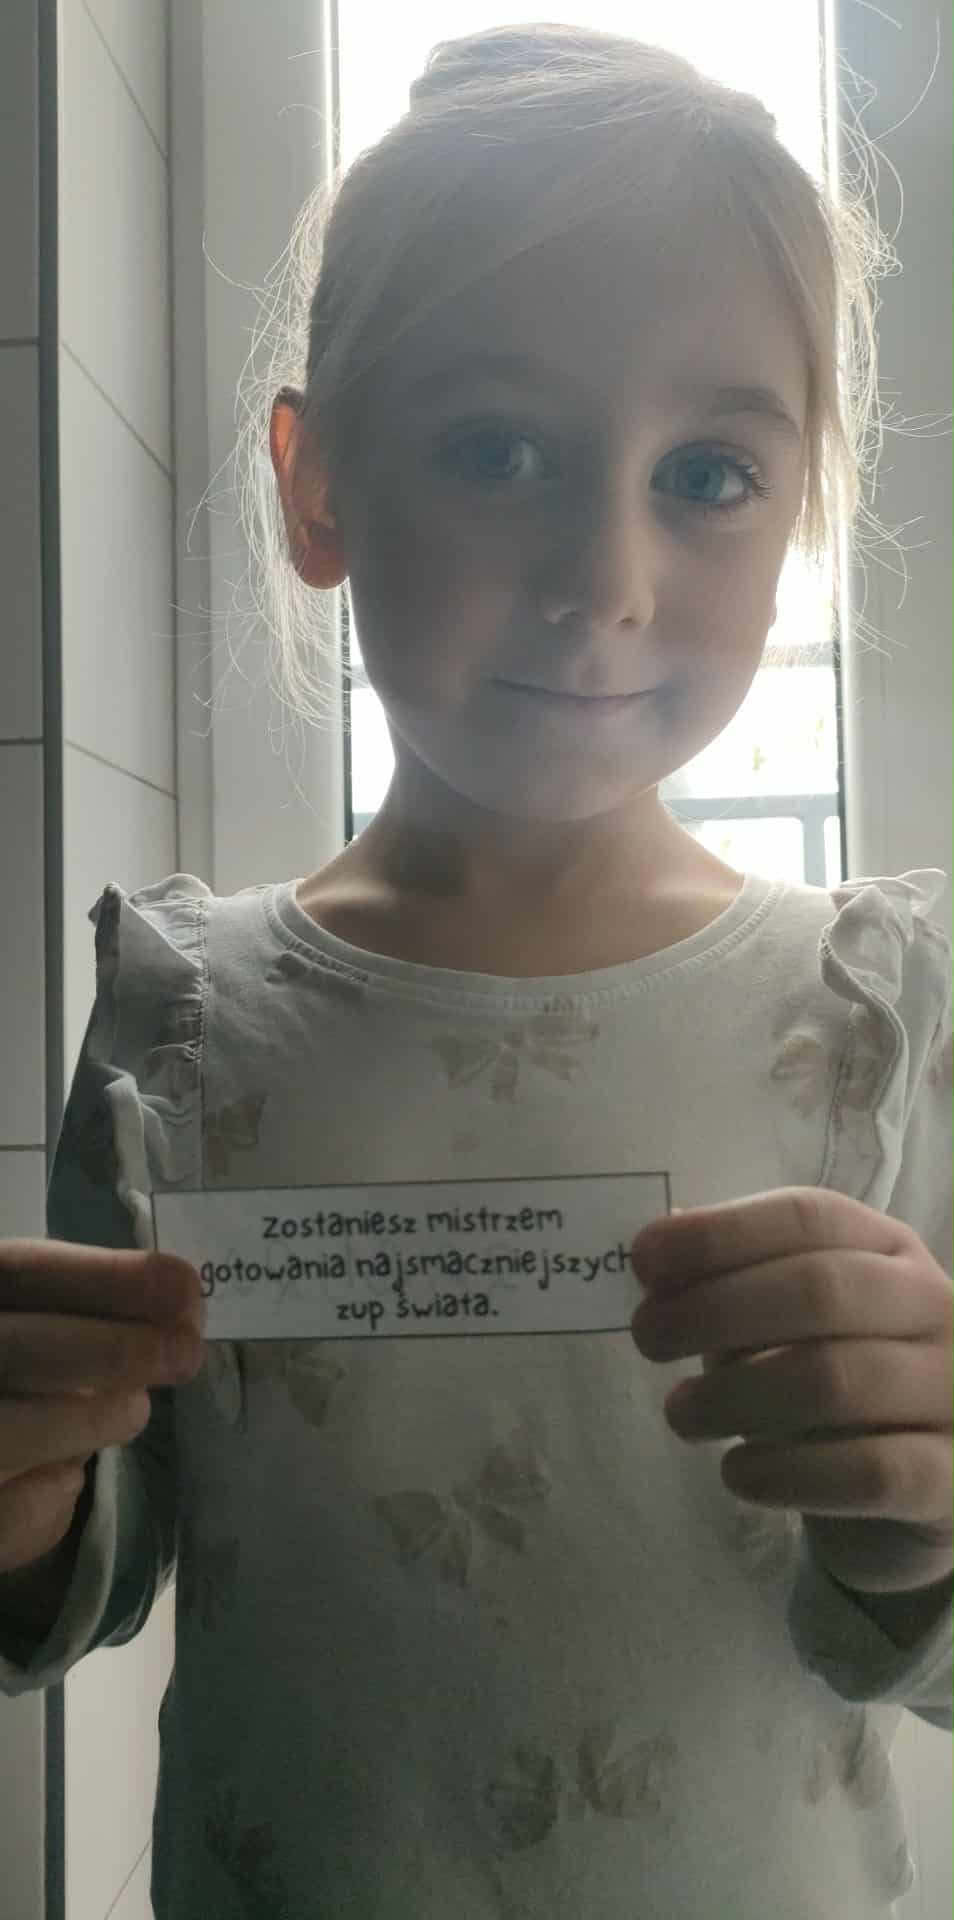 zostaniesz mistrzem
gotowania najsmaczniejszych
zup świata.